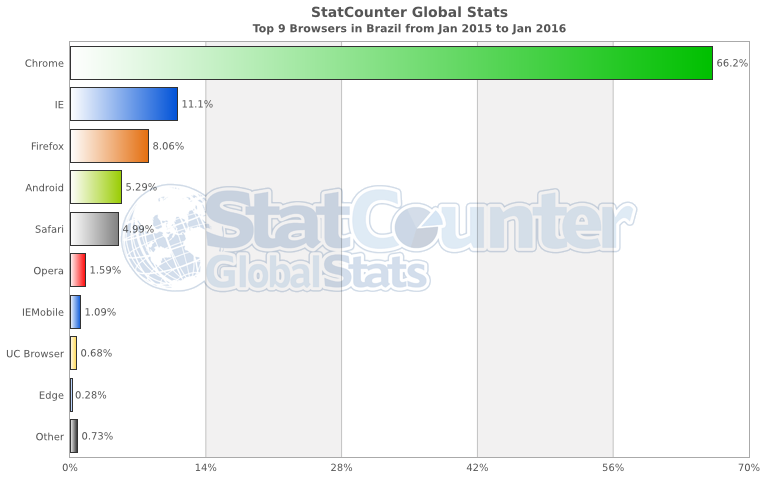 StatCounter Global Stats
Top 9 Browsers in Brazil from Jan 2015 to Jan 2016
Chrome 66.2%
IE 11.1%
Firefox 8.06%
Android 5.29%
Safari 4.99%
StatCounter
GlobalStats
Opera 1.59%
IEMobile 1.09%
UC Browser 0.68%
Edge 0.28%
Other 0.73%
0% 14% 28% 42% 56% 70%